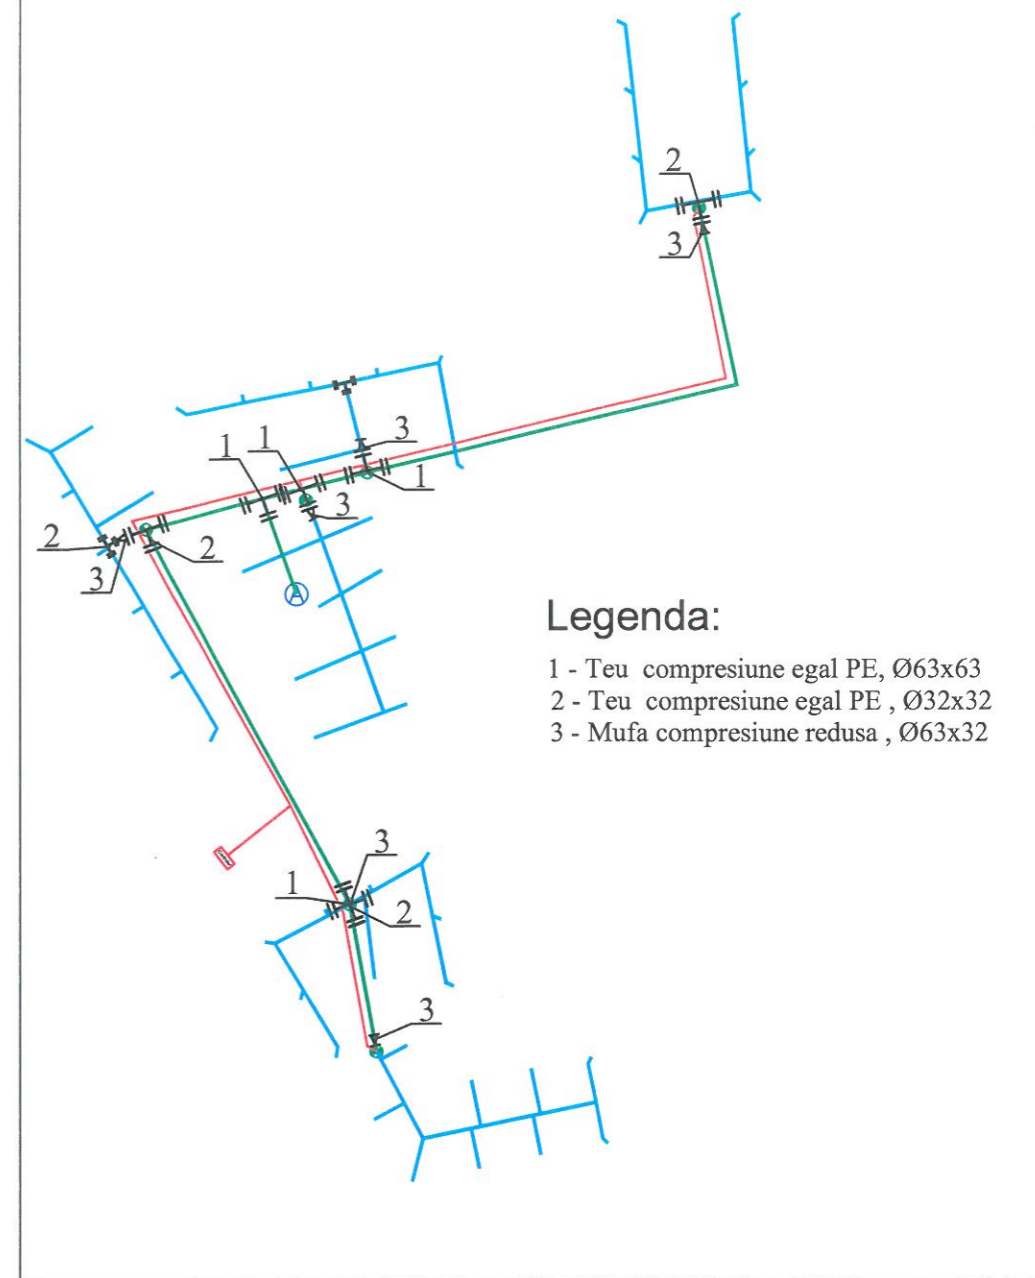 2
3
3
1
1
1
3
2
2
3
A
Legenda:
1 - Teu compresiune egal PE, Ø63x63
2 - Teu compresiune egal PE , Ø32x32
3 - Mufa compresiune redusa , Ø63x32
3
1
2
3